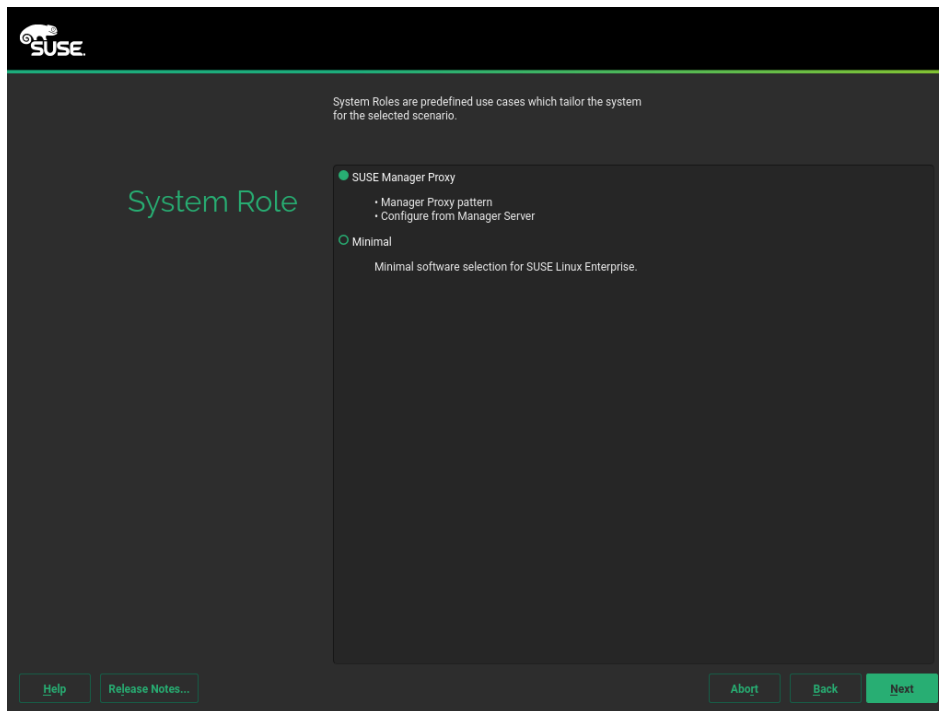 SUSE.
System Roles are predefined use cases which tailor the system
for the selected scenario.
System Role
SUSE Manager Proxy
• Manager Proxy pattern
• Configure from Manager Server
Minimal
Minimal software selection for SUSE Linux Enterprise.
Help
Release Notes...
Abort
Back
Next